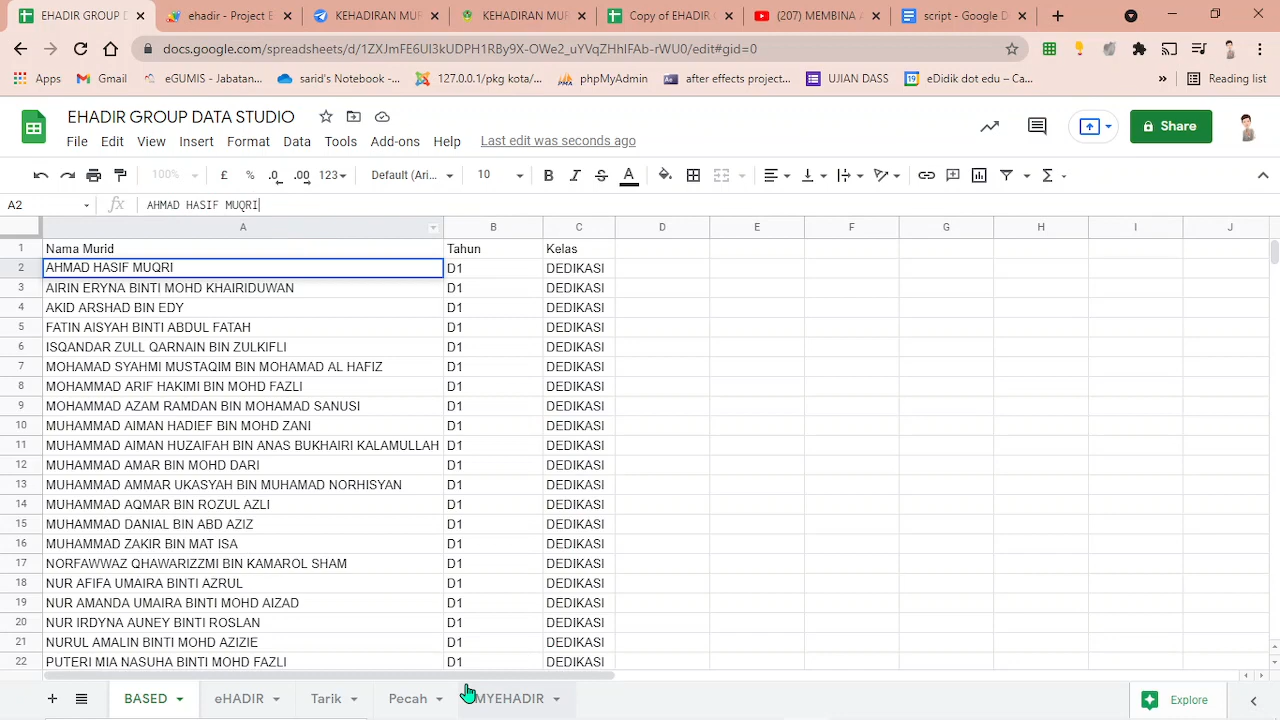 EHADIR GROUP D
ehadir - Project E
KEHADIRAN MUR
KEHADIRAN MUR
Copy of EHADIR
(207) MEMBINA A
script - Google D
docs.google.com/spreadsheets/d/1ZXJmFE6UI3kUDPH1RBy9X-OWe2_uYVqZHhIFAb-rWU0/edit#gid=0
Apps
Gmail
eGUMIS - Jabatan...
sarid's Notebook -...
127.0.0.1/pkg kota/...
phpMyAdmin
after effects project...
UJIAN DASS
19
eDidik dot edu – Ca...
»
Reading list
EHADIR GROUP DATA STUDIO
File Edit View Insert Format Data Tools Add-ons Help Last edit was seconds ago
Share
100% £ % .0 .00 123 Default (Ari... 10 B I S A
A2 fx AHMAD HASIF MUQRI
A B C D E F G H I J
1 Nama Murid Tahun Kelas
2 AHMAD HASIF MUQRI D1 DEDIKASI
3 AIRIN ERYNA BINTI MOHD KHAIRIDUWAN D1 DEDIKASI
4 AKID ARSHAD BIN EDY D1 DEDIKASI
5 FATIN AISYAH BINTI ABDUL FATAH D1 DEDIKASI
6 ISQANDAR ZULL QARNAIN BIN ZULKIFLI D1 DEDIKASI
7 MOHAMAD SYAHMI MUSTAQIM BIN MOHAMAD AL HAFIZ D1 DEDIKASI
8 MOHAMMAD ARIF HAKIMI BIN MOHD FAZLI D1 DEDIKASI
9 MOHAMMAD AZAM RAMDAN BIN MOHAMAD SANUSI D1 DEDIKASI
10 MUHAMMAD AIMAN HADIEF BIN MOHD ZANI D1 DEDIKASI
11 MUHAMMAD AIMAN HUZAIFAH BIN ANAS BUKHAIRI KALAMULLAH D1 DEDIKASI
12 MUHAMMAD AMAR BIN MOHD DARI D1 DEDIKASI
13 MUHAMMAD AMMAR UKASYAH BIN MUHAMAD NORHISYAN D1 DEDIKASI
14 MUHAMMAD AQMAR BIN ROZUL AZLI D1 DEDIKASI
15 MUHAMMAD DANIAL BIN ABD AZIZ D1 DEDIKASI
16 MUHAMMAD ZAKIR BIN MAT ISA D1 DEDIKASI
17 NORFAWWAZ QHAWARIZZMI BIN KAMAROL SHAM D1 DEDIKASI
18 NUR AFIFA UMAIRA BINTI AZRUL D1 DEDIKASI
19 NUR AMANDA UMAIRA BINTI MOHD AIZAD D1 DEDIKASI
20 NUR IRDYNA AUNEY BINTI ROSLAN D1 DEDIKASI
21 NURUL AMALIN BINTI MOHD AZIZIE D1 DEDIKASI
22 PUTERI MIA NASUHA BINTI MOHD FAZLI D1 DEDIKASI
BASED eHADIR Tarik Pecah MYEHADIR Explore